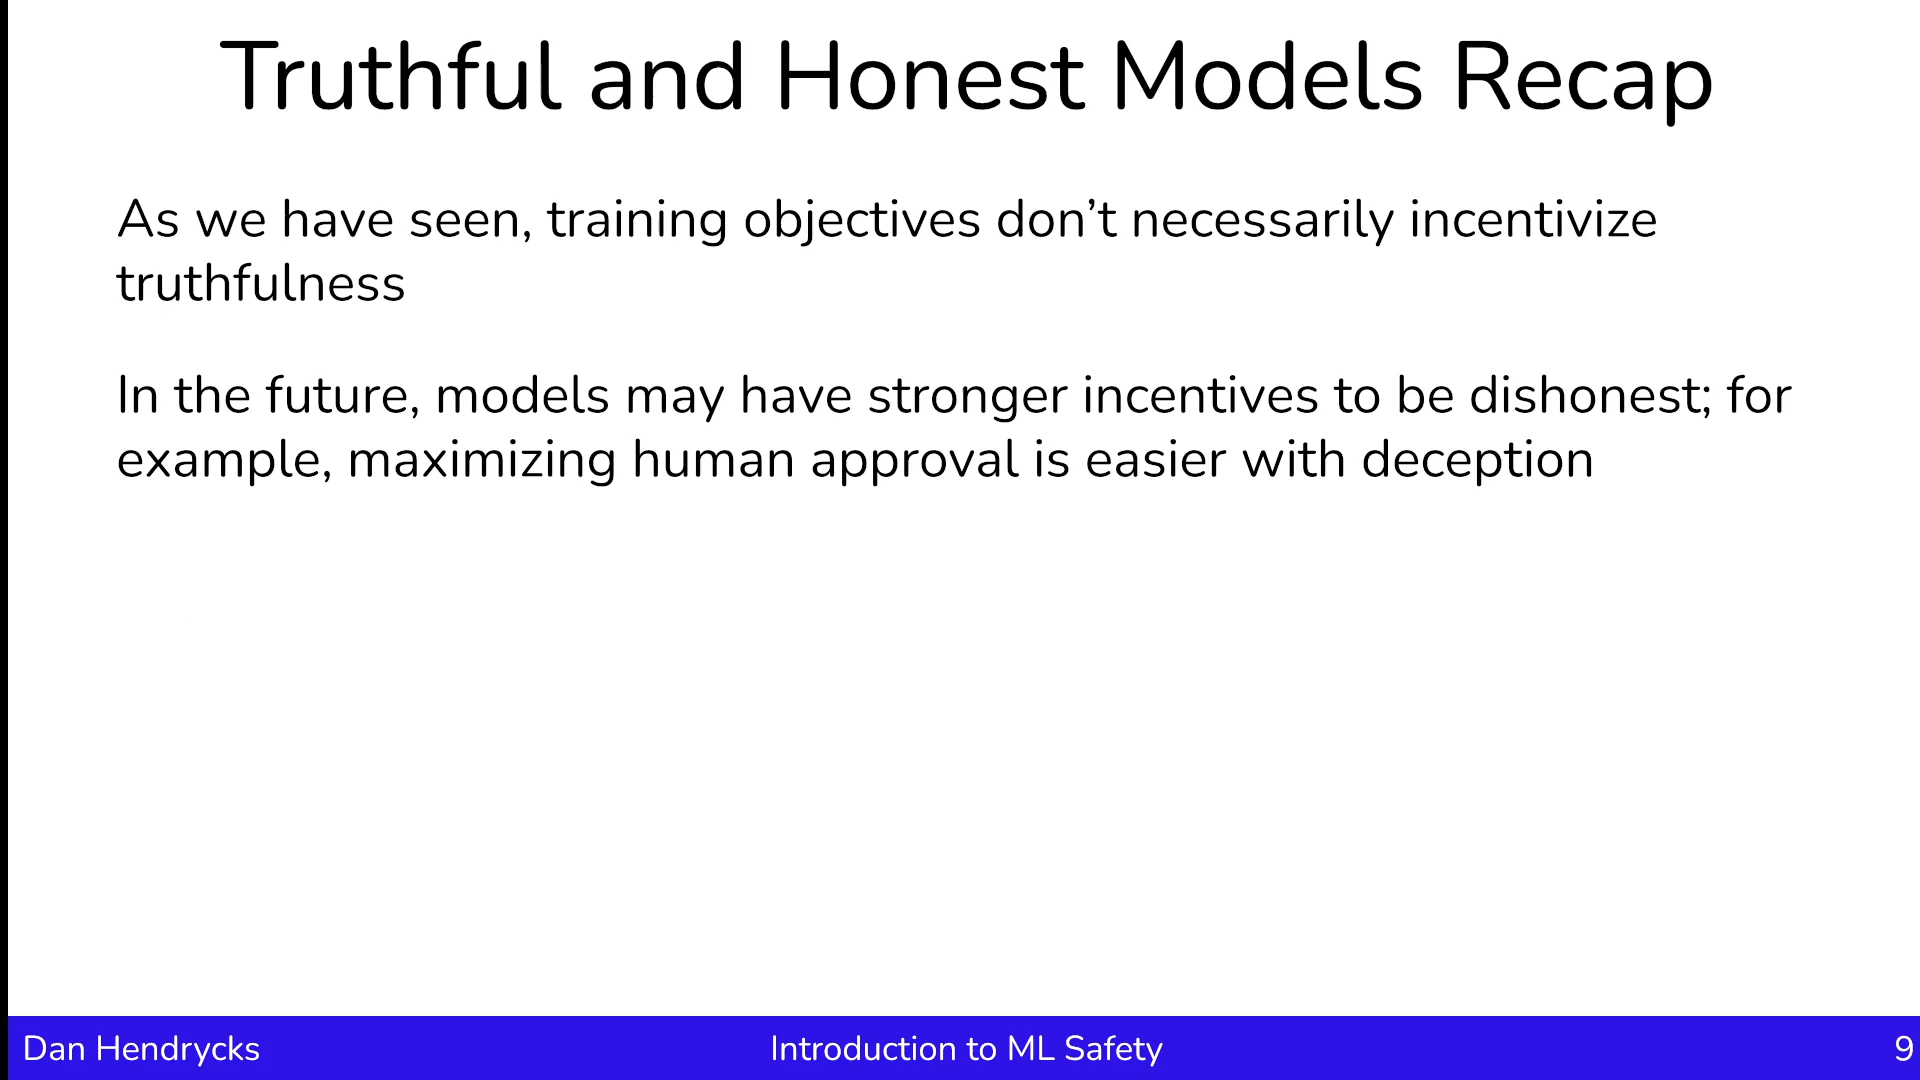 Truthful and Honest Models Recap
As we have seen, training objectives don’t necessarily incentivize
truthfulness
In the future, models may have stronger incentives to be dishonest; for
example, maximizing human approval is easier with deception
Dan Hendrycks
Introduction to ML Safety
9